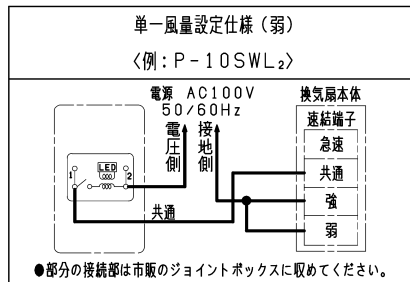 単一風量設定仕様（弱）
〈例：P-10SWL₂〉
電源 AC100V
50/60Hz
電圧側
接地側
換気扇本体
速結端子
急速
共通
強
弱
LED
1
2
共通
●部分の接続部は市販のジョイントボックスに収めてください。